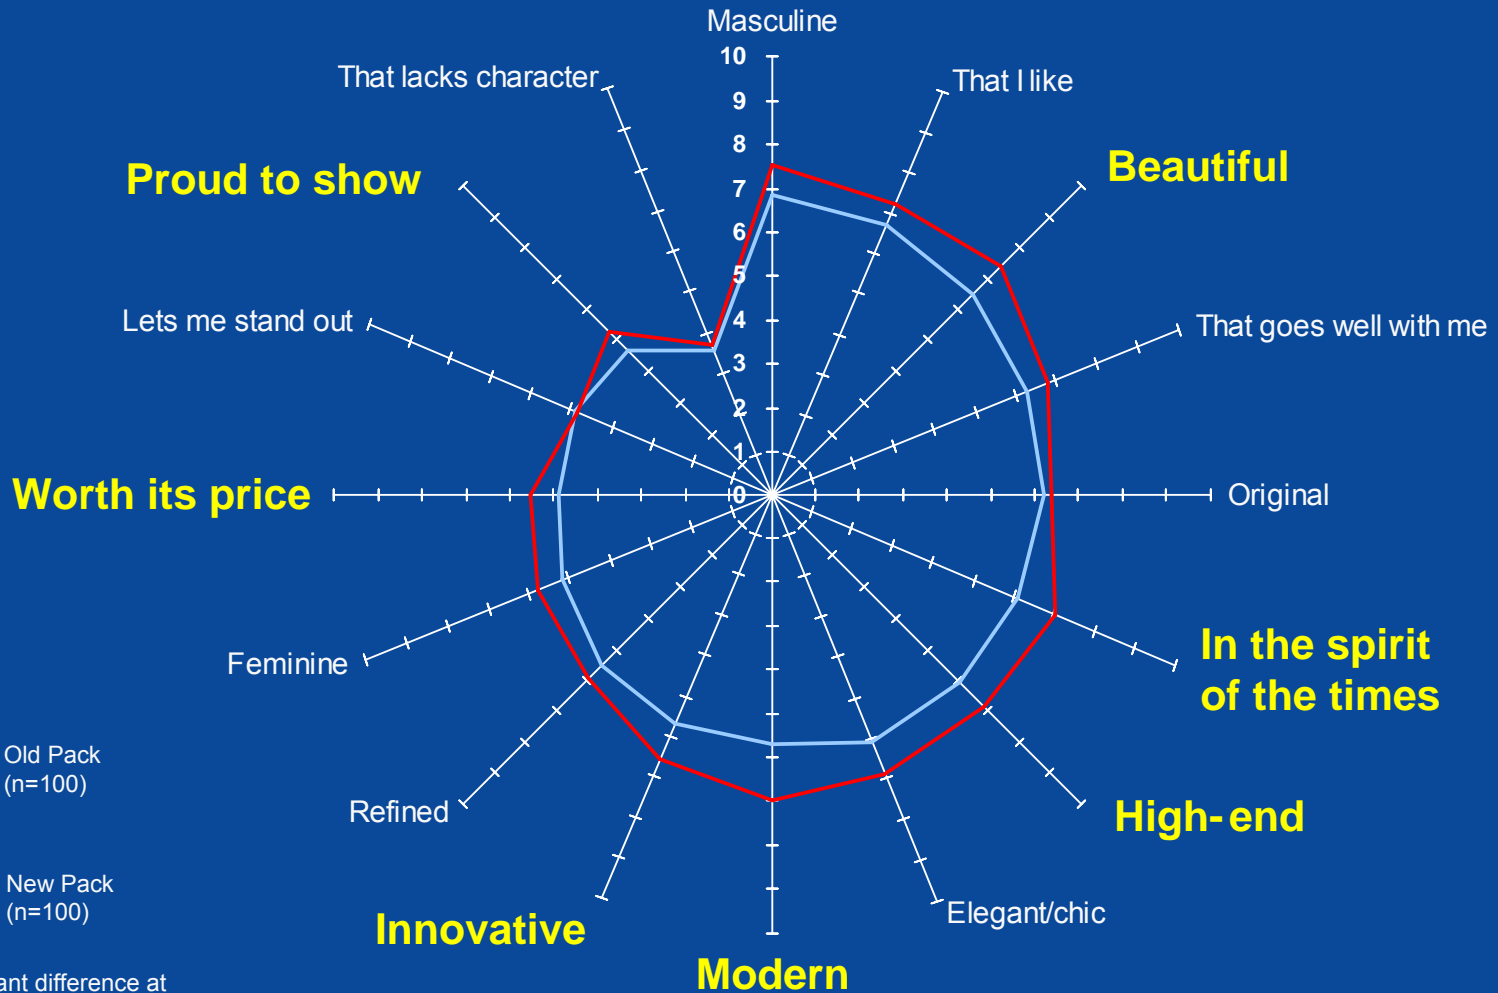 Masculine
10
9
8
7
6
5
4
3
2
1
0
That I like
Beautiful
That goes well with me
Original
In the spirit
of the times
High-end
Elegant/chic
Modern
Innovative
Refined
Feminine
Worth its price
Lets me stand out
Proud to show
That lacks character
Old Pack
(n=100)
New Pack
(n=100)
ant difference at